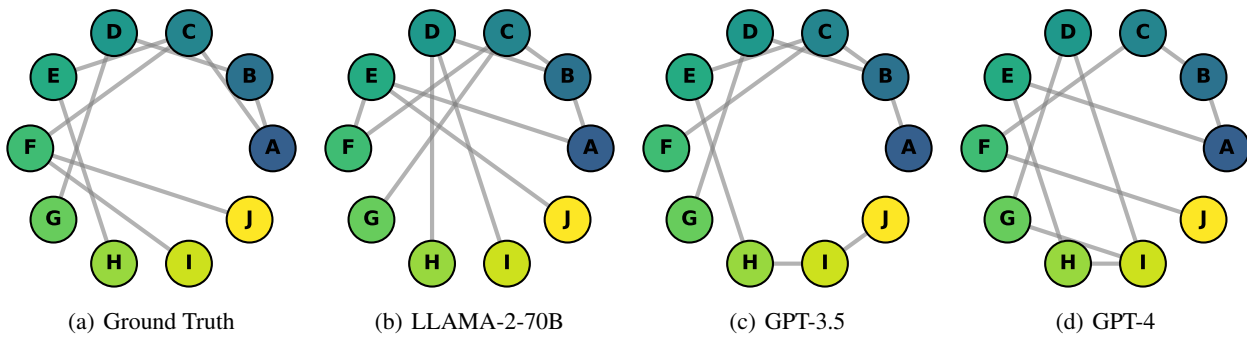 D C D C D C D C
E B E B E B E B
F A F A F A F A
G J G J G J G J
H I H I H I H I
(a) Ground Truth (b) LLAMA-2-70B (c) GPT-3.5 (d) GPT-4